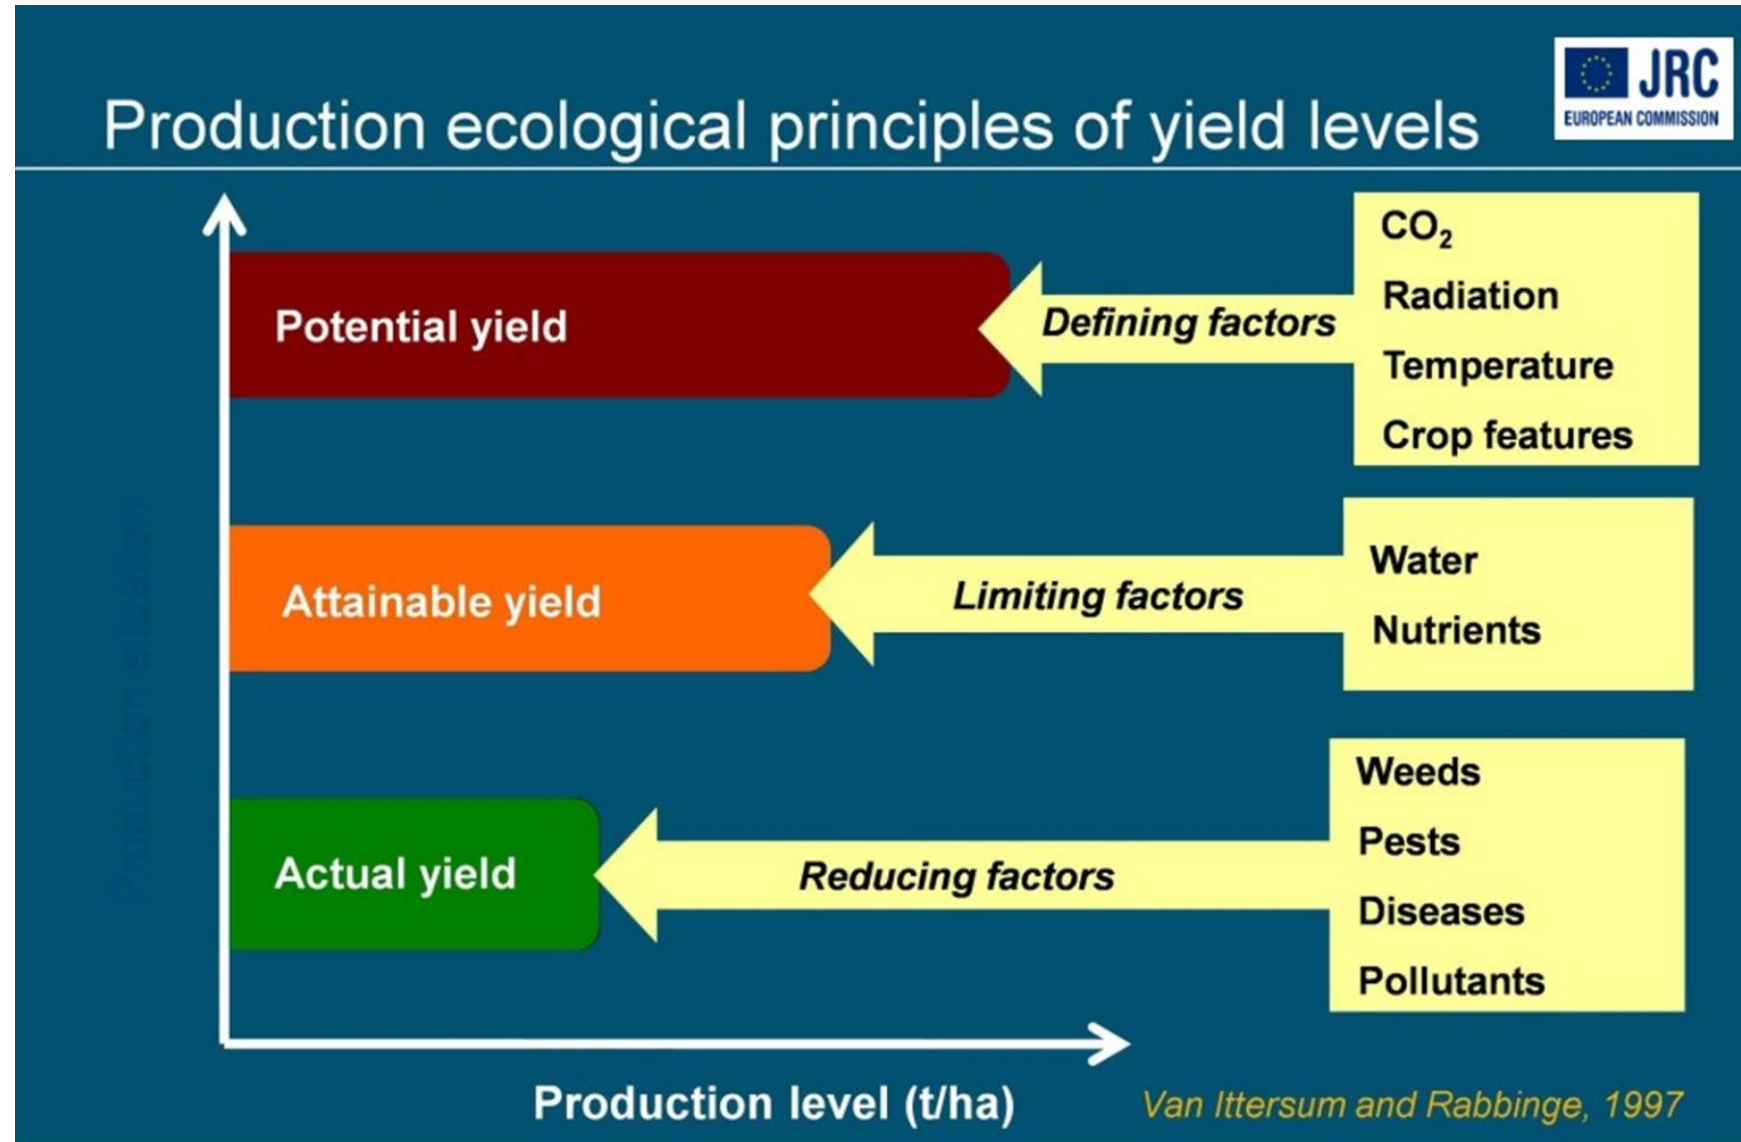 JRC
EUROPEAN COMMISSION
Production ecological principles of yield levels
CO₂
Radiation
Temperature
Crop features
Defining factors
Potential yield
Water
Nutrients
Limiting factors
Attainable yield
Production situation
Weeds
Pests
Diseases
Pollutants
Reducing factors
Actual yield
Production level (t/ha)
Van Ittersum and Rabbinge, 1997